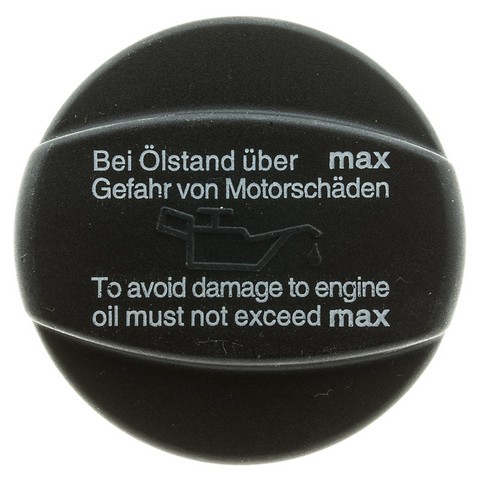 Bei Ölstand über max
Gefahr von Motorschäden
To avoid damage to engine
oil must not exceed max